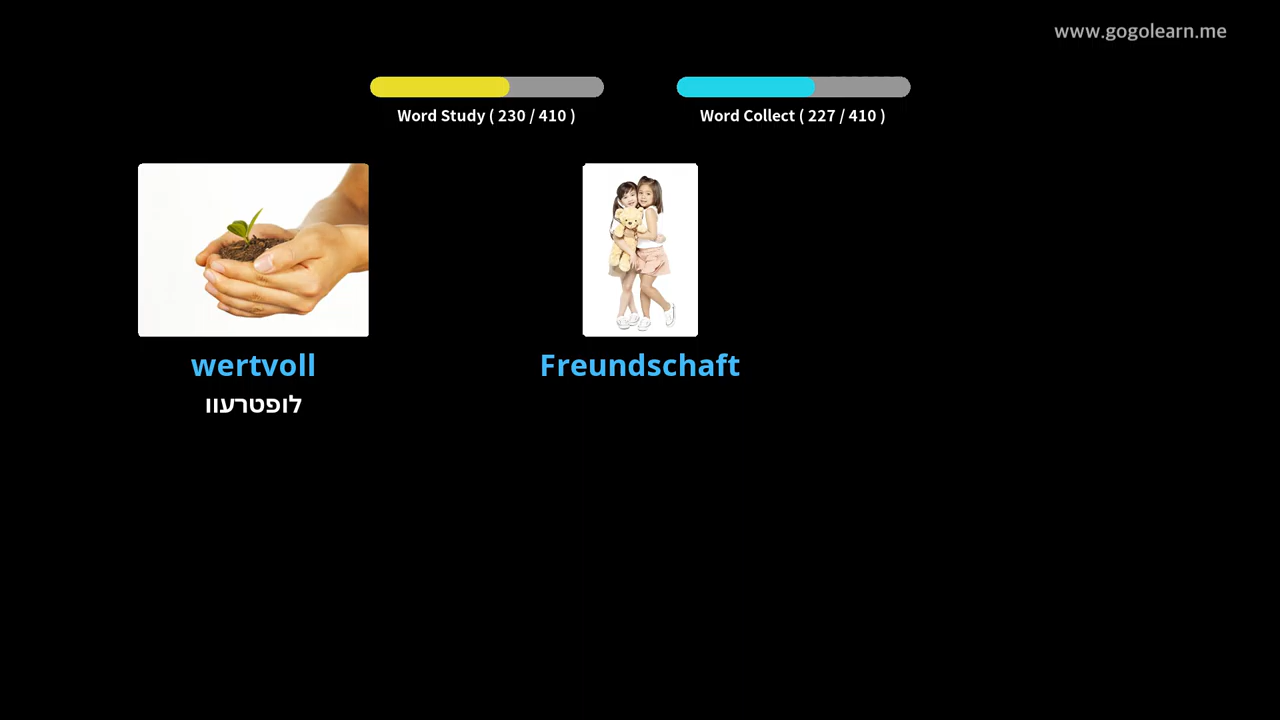 www.gogolearn.me
Word Study ( 230 / 410 )
Word Collect ( 227 / 410 )
wertvoll
לופטרעוו
Freundschaft